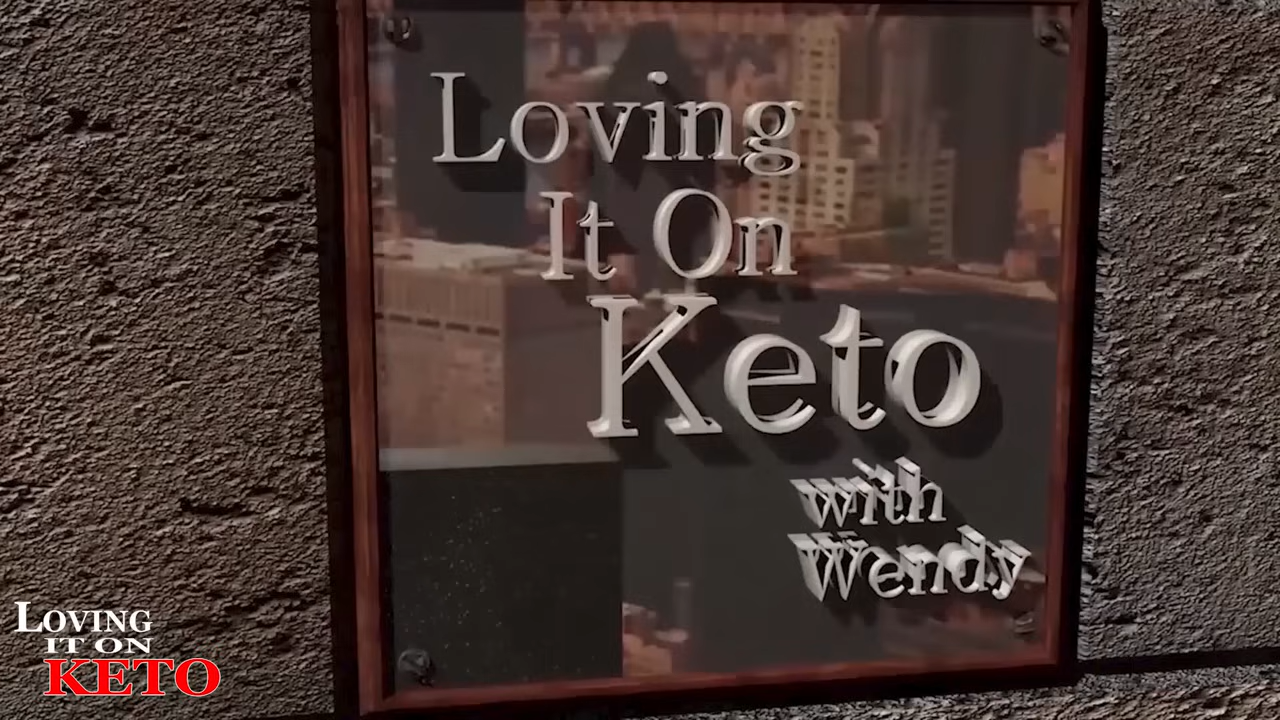 Loving
It On
Keto
with
Wendy
LOVING
IT ON
KETO